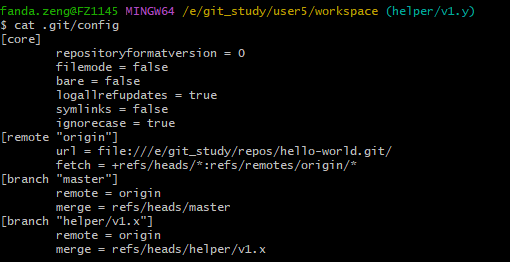 fanda.zeng@FZ1145 MINGW64 /e/git_study/user5/workspace (helper/v1.y)
$ cat .git/config
[core]
        repositoryformatversion = 0
        filemode = false
        bare = false
        logallrefupdates = true
        symlinks = false
        ignorecase = true
[remote "origin"]
        url = file:///e/git_study/repos/hello-world.git/
        fetch = +refs/heads/*:refs/remotes/origin/*
[branch "master"]
        remote = origin
        merge = refs/heads/master
[branch "helper/v1.x"]
        remote = origin
        merge = refs/heads/helper/v1.x